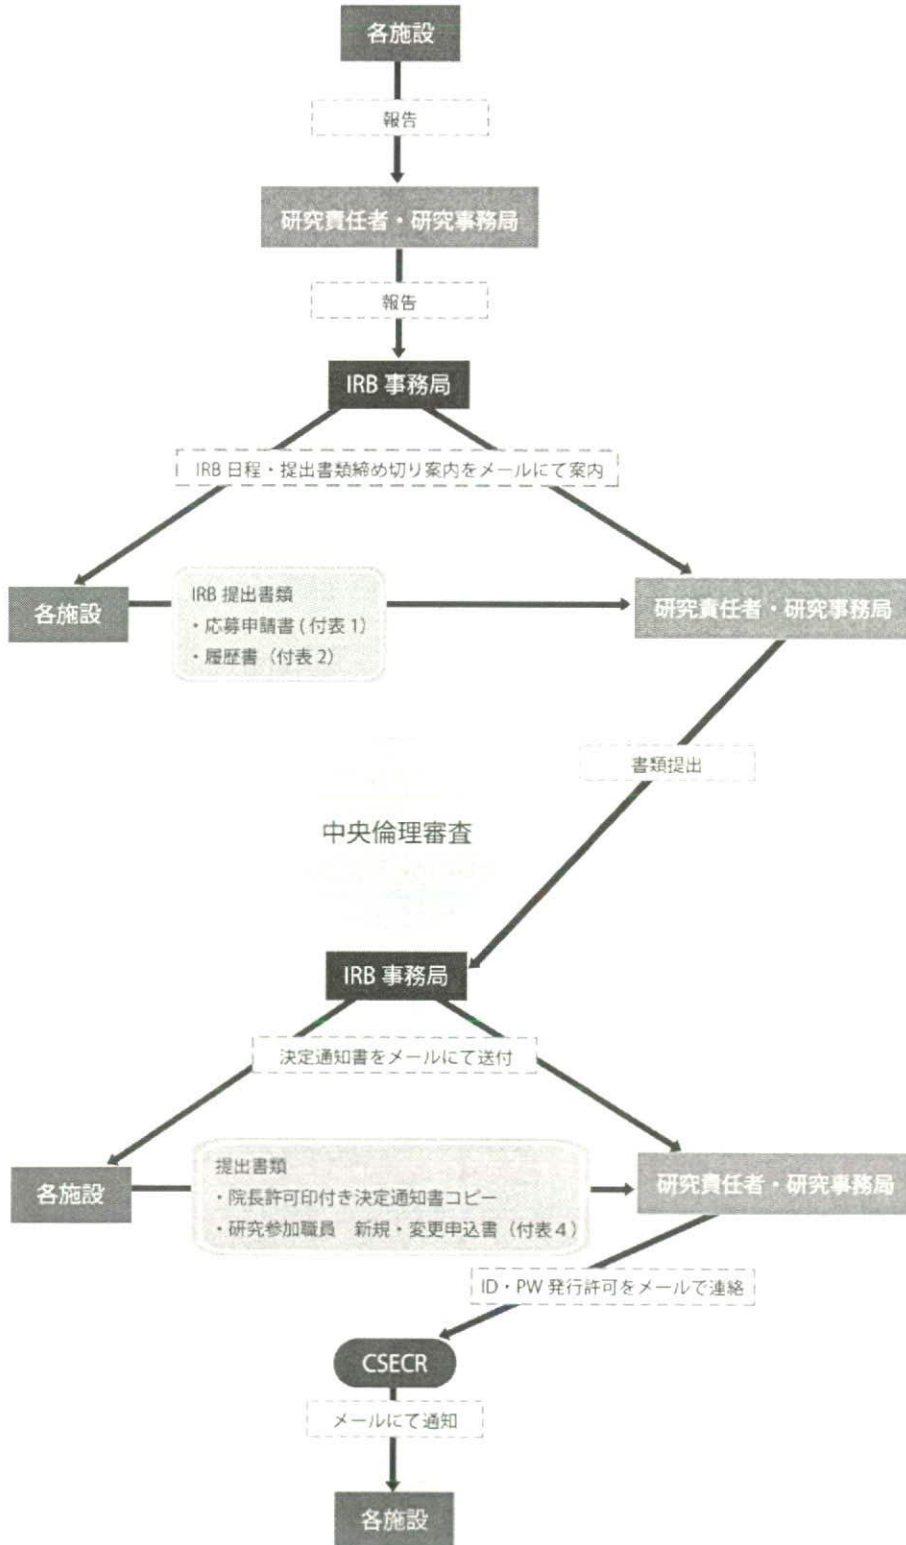 各施設
報告
研究責任者・研究事務局
報告
IRB 事務局
IRB 日程・提出書類締め切り案内をメールにて案内
各施設
IRB 提出書類
・応募申請書 (付表 1)
・履歴書（付表 2）
研究責任者・研究事務局
書類提出
中央倫理審査
IRB 事務局
決定通知書をメールにて送付
各施設
提出書類
・院長許可印付き決定通知書コピー
・研究参加職員　新規・変更申込書（付表 4）
研究責任者・研究事務局
ID・PW 発行許可をメールで連絡
CSECR
メールにて通知
各施設